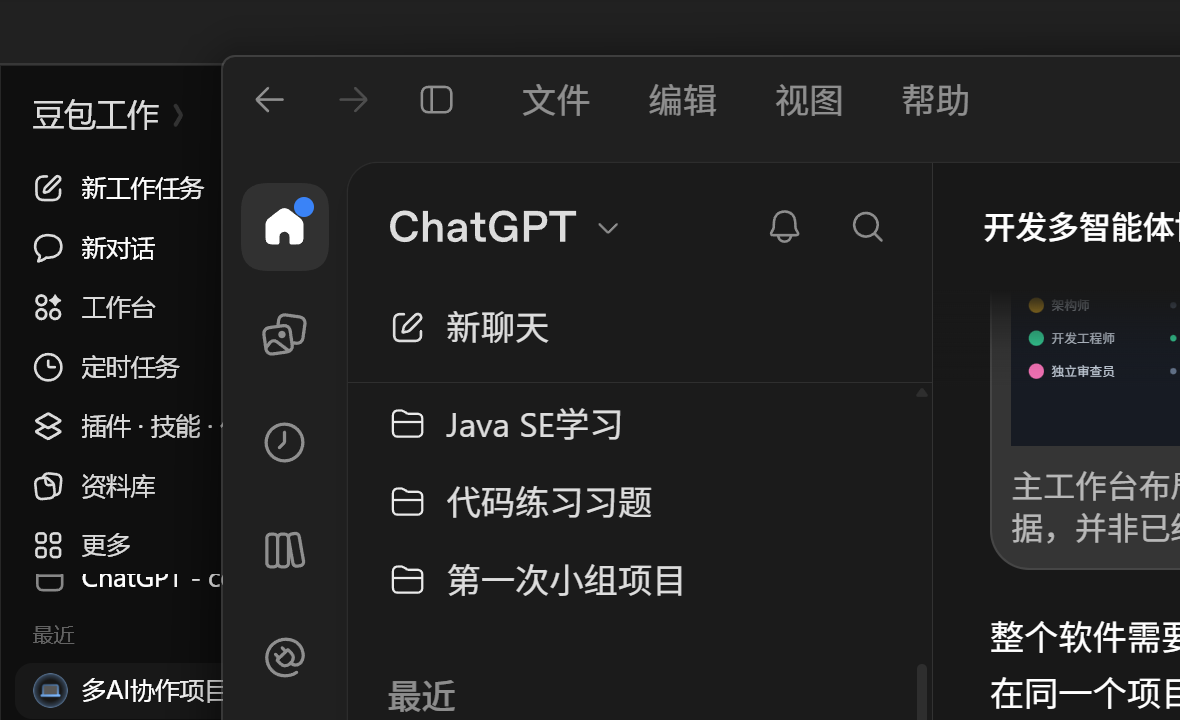 豆包工作
新工作任务
新对话
工作台
定时任务
插件 · 技能 ·
资料库
更多
ChatGPT - c
最近
多AI协作项目
文件 编辑 视图 帮助
ChatGPT
新聊天
Java SE学习
代码练习习题
第一次小组项目
最近
开发多智能体
架构师
开发工程师
独立审查员
主工作台布局
据，并非已
整个软件需要
在同一个项目